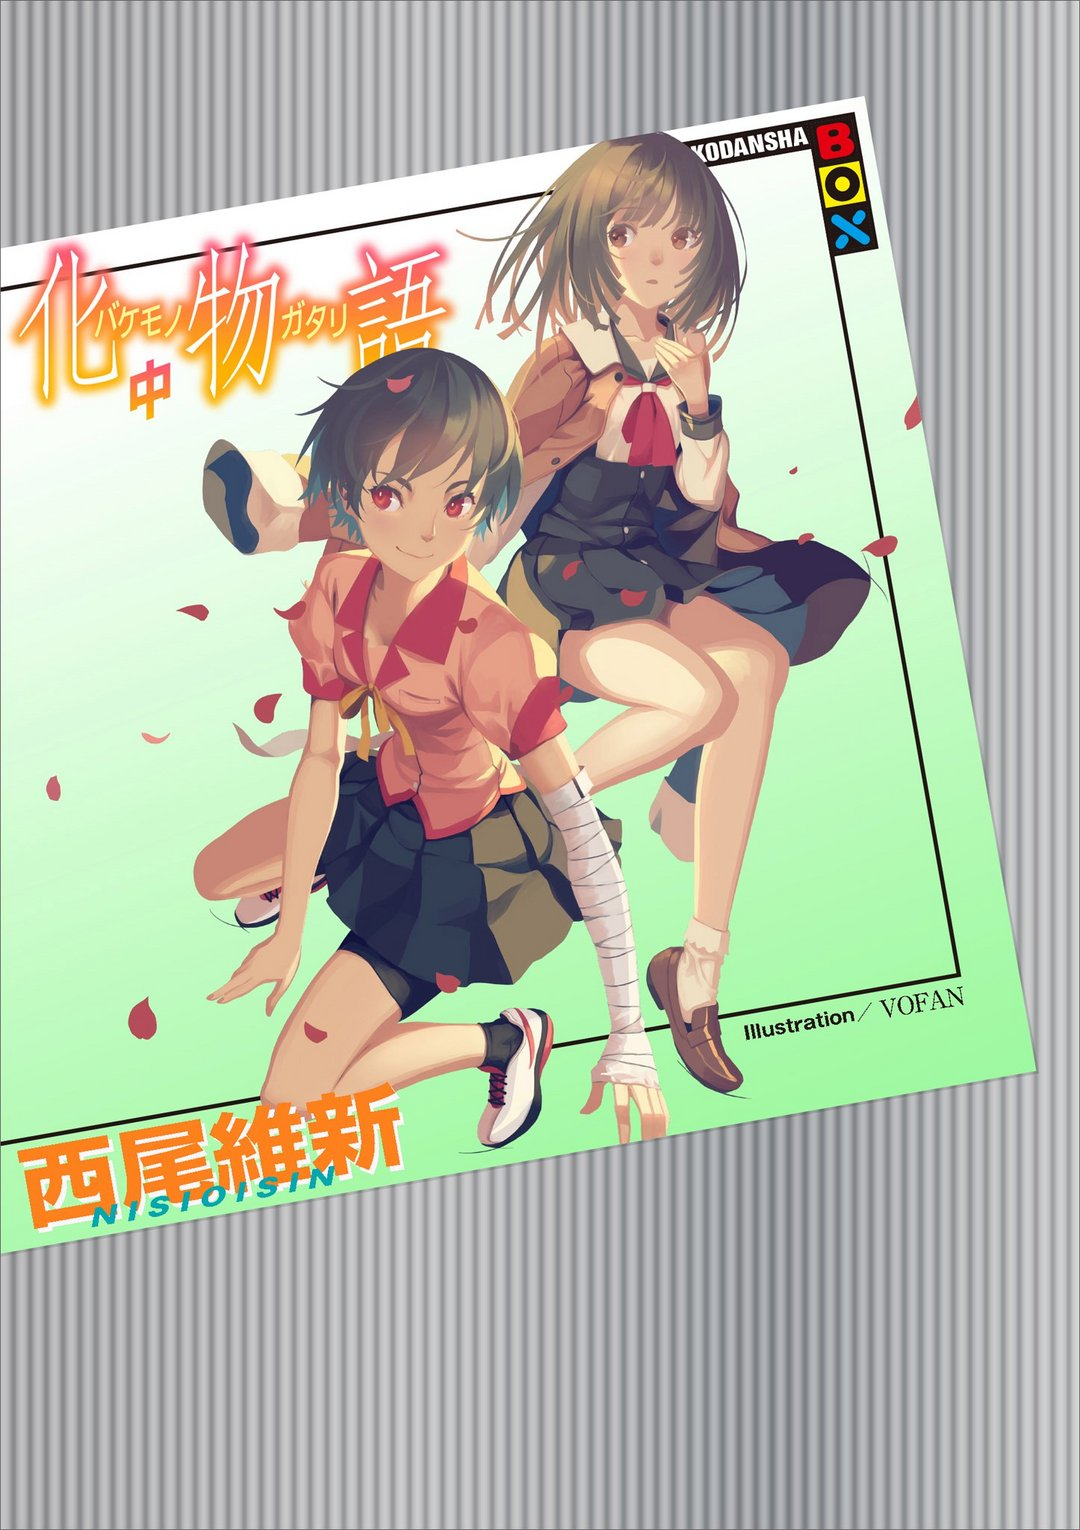 KODANSHA
BOX
化物語
バケモノガタリ
中
Illustration/VOFAN
西尾維新
NISIOISIN